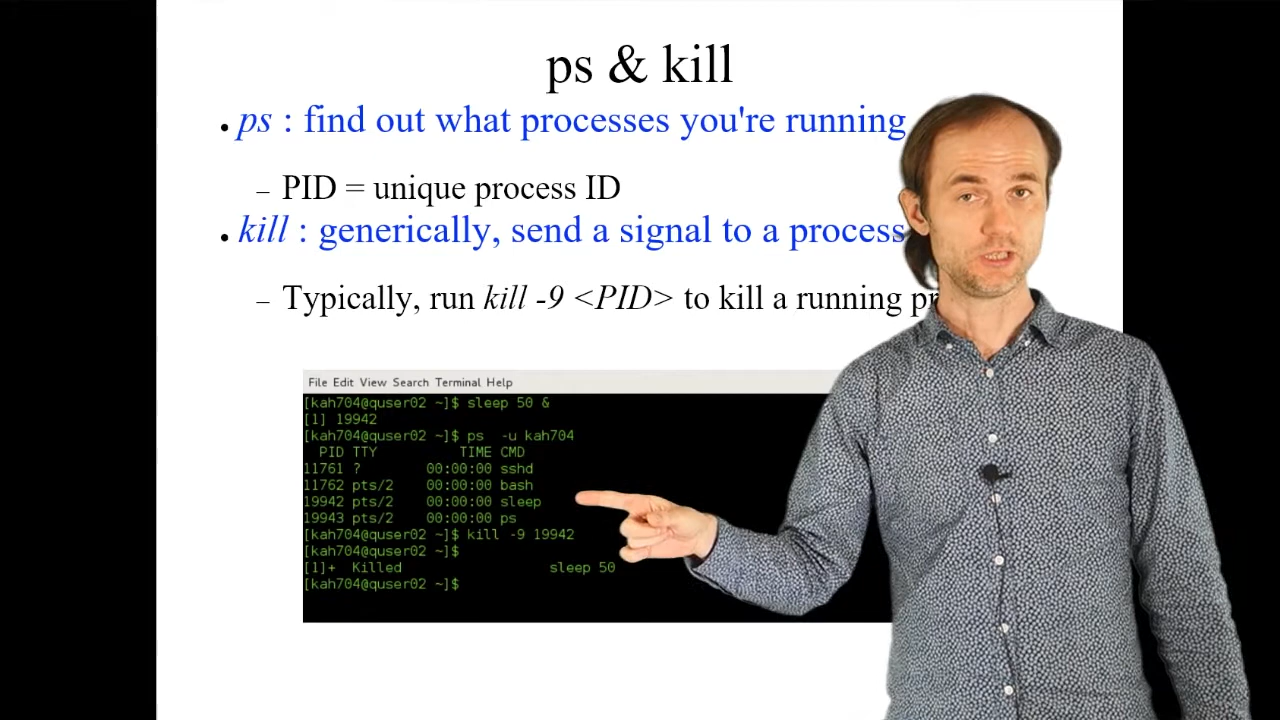 ps & kill
• ps : find out what processes you're running
– PID = unique process ID
• kill : generically, send a signal to a process
– Typically, run kill -9 <PID> to kill a running
File Edit View Search Terminal Help
[kah704@quser02 ~]$ sleep 50 &
[1] 19942
[kah704@quser02 ~]$ ps -u kah704
PID TTY TIME CMD
11761 ? 00:00:00 sshd
11762 pts/2 00:00:00 bash
19942 pts/2 00:00:00 sleep
19943 pts/2 00:00:00 ps
[kah704@quser02 ~]$ kill -9 19942
[kah704@quser02 ~]$
[1]+ Killed sleep 50
[kah704@quser02 ~]$